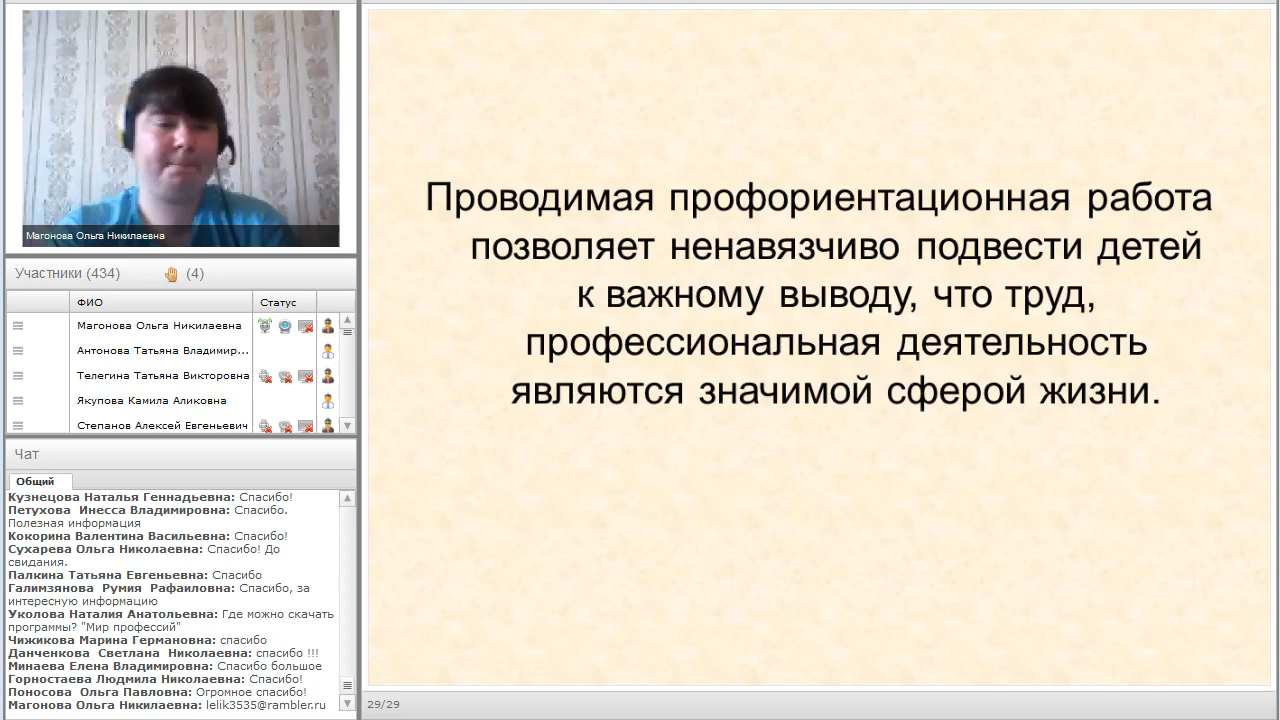 Магонова Ольга Никилаевна
Участники (434) (4)
ФИО Статус
Магонова Ольга Никилаевна
Антонова Татьяна Владимир...
Телегина Татьяна Викторовна
Якупова Камила Аликовна
Степанов Алексей Евгеньевич
Чат
Общий
Кузнецова Наталья Геннадьевна: Спасибо!
Петухова Инесса Владимировна: Спасибо.
Полезная информация
Кокорина Валентина Васильевна: Спасибо!
Сухарева Ольга Николаевна: Спасибо! До
свидания.
Палкина Татьяна Евгеньевна: Спасибо
Галимзянова Румия Рафаиловна: Спасибо, за
интересную информацию
Уколова Наталия Анатольевна: Где можно скачать
программы? "Мир профессий"
Чижикова Марина Германовна: спасибо
Данченкова Светлана Николаевна: спасибо !!!
Минаева Елена Владимировна: Спасибо большое
Горностаева Людмила Николаевна: Спасибо!
Поносова Ольга Павловна: Огромное спасибо!
Магонова Ольга Никилаевна: lelik3535@rambler.ru
Проводимая профориентационная работа
позволяет ненавязчиво подвести детей
к важному выводу, что труд,
профессиональная деятельность
являются значимой сферой жизни.
29/29